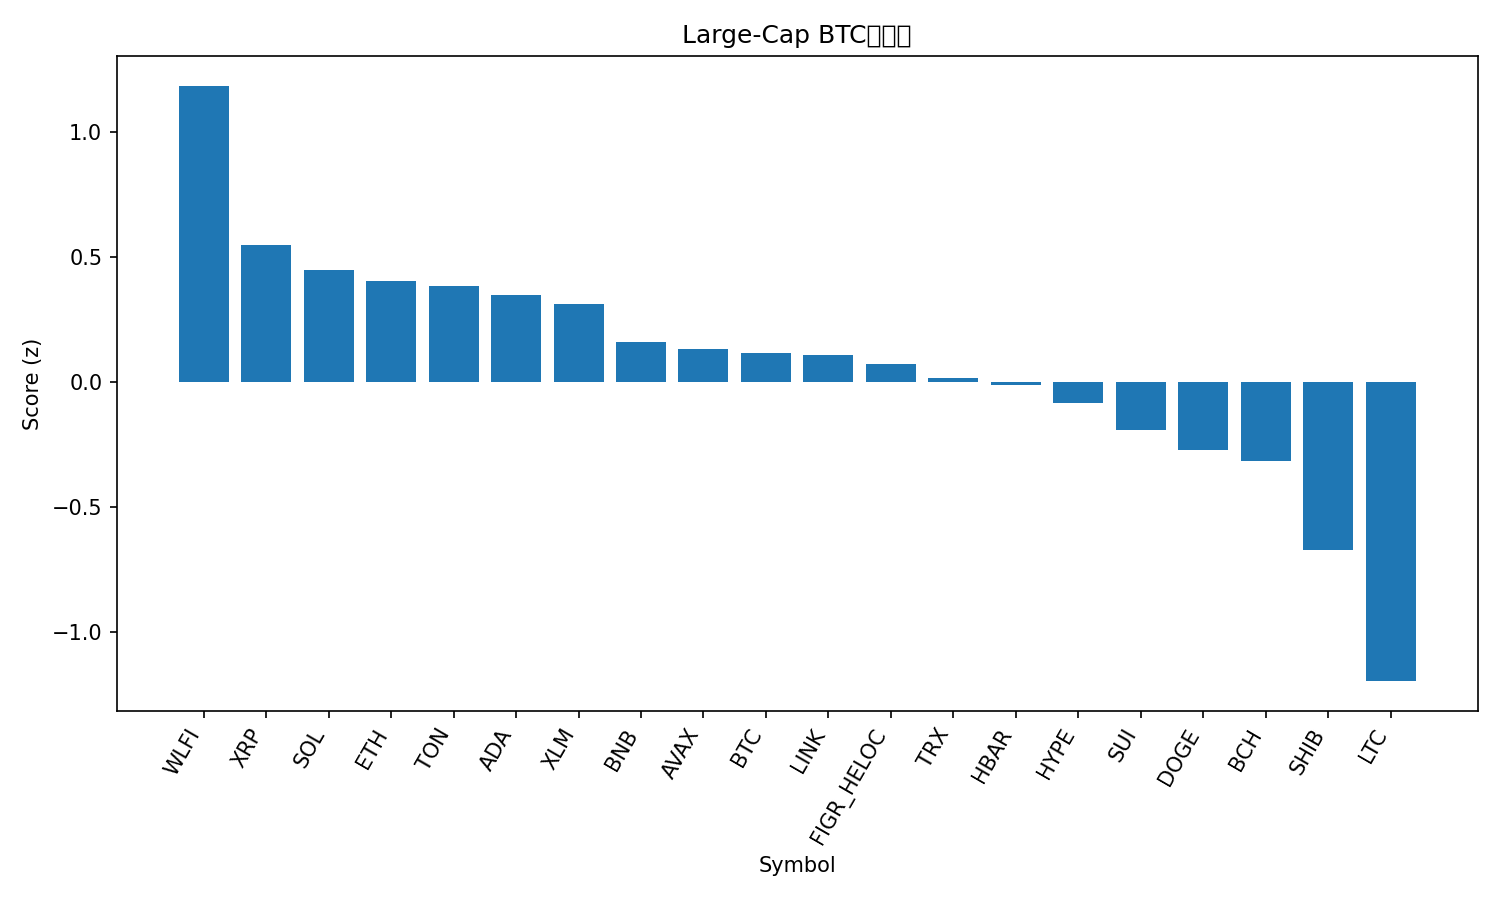 Large-Cap BTC
1.0
0.5
0.0
−0.5
−1.0
Score (z)
WLFI
XRP
SOL
ETH
TON
ADA
XLM
BNB
AVAX
BTC
LINK
FIGR_HELOC
TRX
HBAR
HYPE
SUI
DOGE
BCH
SHIB
LTC
Symbol